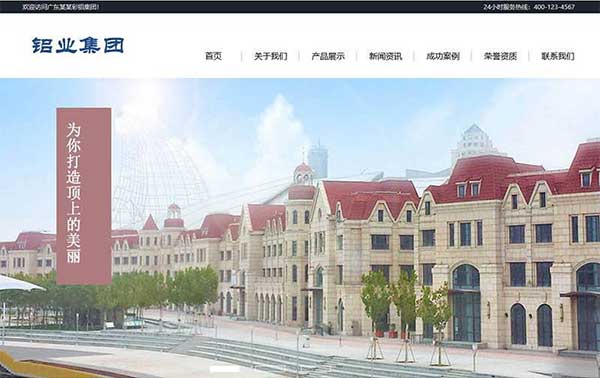 欢迎访问广东某某彩铝集团!
24小时服务热线：400-123-4567
铝业集团
首页 关于我们 产品展示 新闻资讯 成功案例 荣誉资质 联系我们
为你打造顶上的美丽